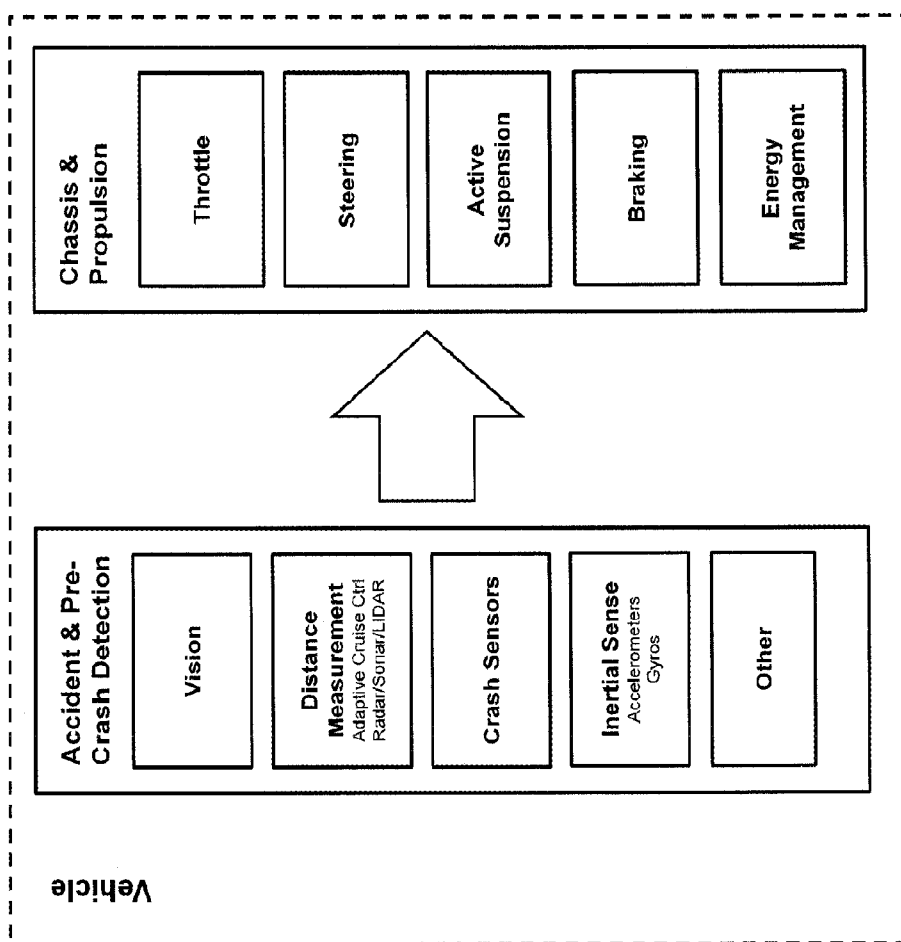 Vehicle
Accident & Pre-
Crash Detection
Vision
Distance
Measurement
Adaptive Cruise Ctrl
Radar/Sonar/LIDAR
Crash Sensors
Inertial Sense
Accelerometers
Gyros
Other
Chassis &
Propulsion
Throttle
Steering
Active
Suspension
Braking
Energy
Management